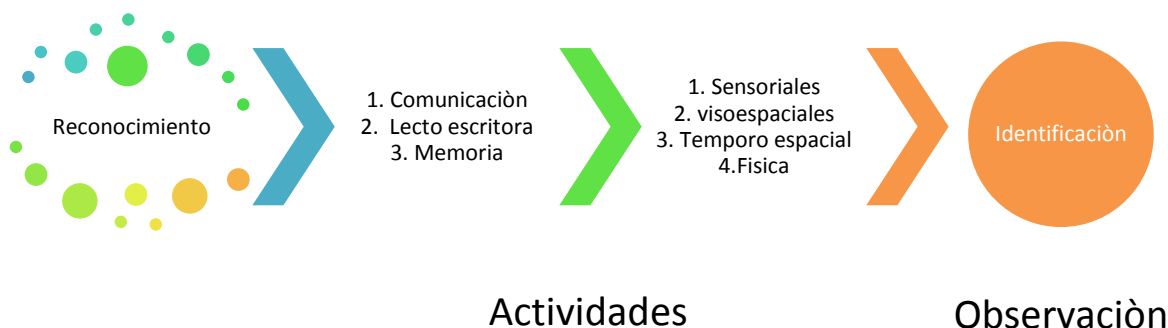 Reconocimiento
1. Comunicaciòn
2. Lecto escritora
3. Memoria
1. Sensoriales
2. visoespaciales
3. Temporo espacial
4.Fisica
Identificaciòn
Actividades
Observaciòn